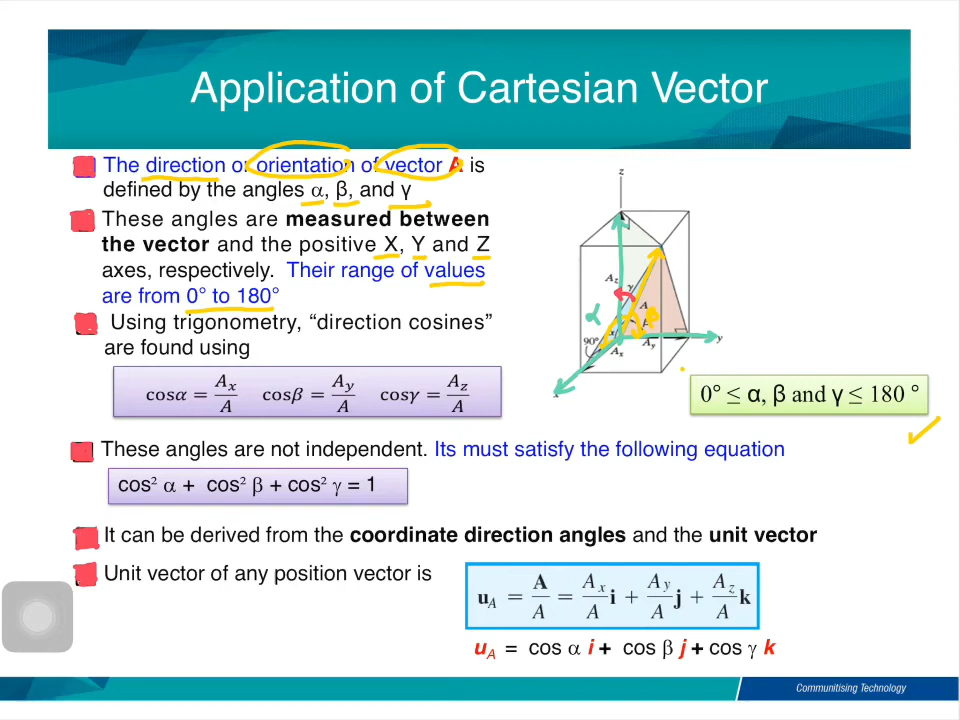 Application of Cartesian Vector
The direction or orientation of vector A is
defined by the angles α, β, and γ
These angles are measured between
the vector and the positive X, Y and Z
axes, respectively. Their range of values
are from 0° to 180°
Using trigonometry, “direction cosines”
are found using
cosα = Ax/A cosβ = Ay/A cosγ = Az/A
z
Az
γ
A
α
β
β
α
90°
Ax
Ay
y
x
0° ≤ α, β and γ ≤ 180 °
These angles are not independent. Its must satisfy the following equation
cos² α + cos² β + cos² γ = 1
It can be derived from the coordinate direction angles and the unit vector
Unit vector of any position vector is
uA = A/A = Ax/A i + Ay/A j + Az/A k
uA = cos α i + cos β j + cos γ k
Communitising Technology